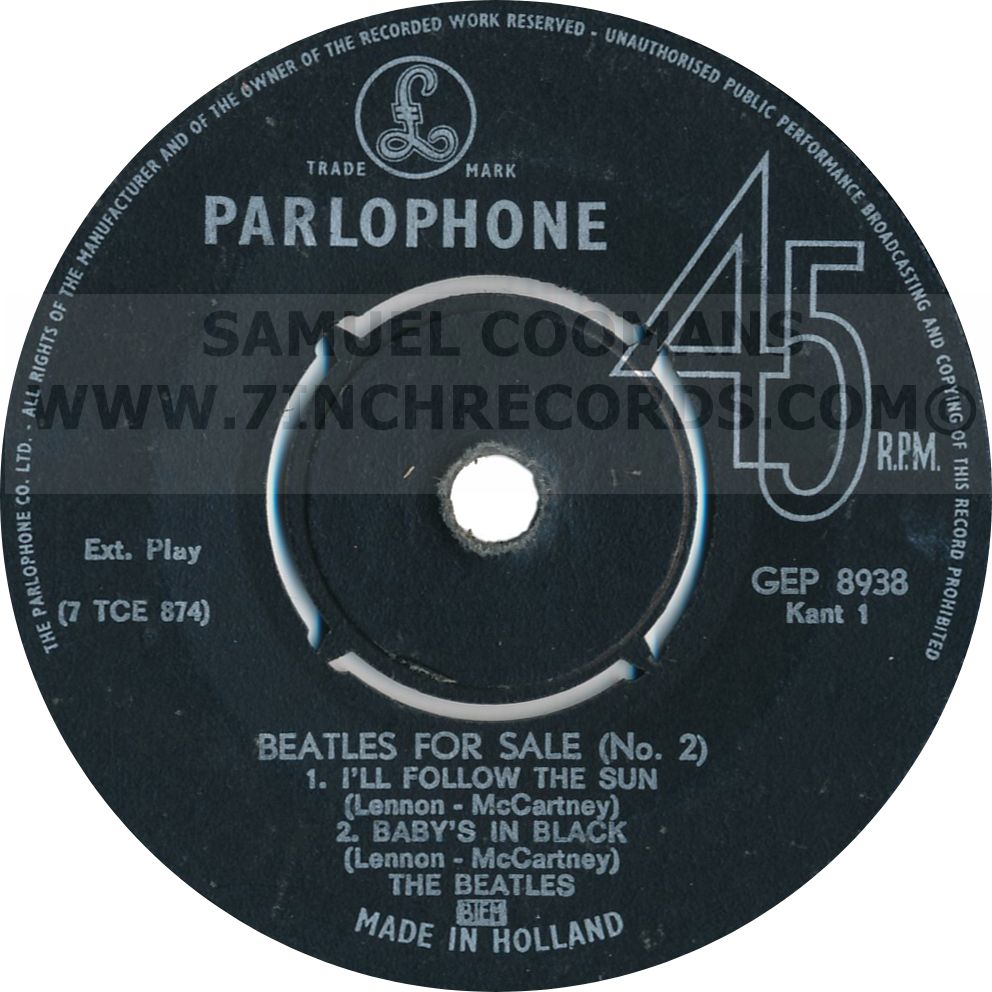 THE PARLOPHONE CO. LTD. - ALL RIGHTS OF THE MANUFACTURER AND OF THE OWNER OF THE RECORDED WORK RESERVED - UNAUTHORISED PUBLIC PERFORMANCE BROADCASTING AND COPYING OF THIS RECORD PROHIBITED
£
TRADE MARK
PARLOPHONE
45
R.P.M.
SAMUEL COOMANS
WWW.7INCHRECORDS.COM©
Ext. Play
(7 TCE 874)
GEP 8938
Kant 1
BEATLES FOR SALE (No. 2)
1. I'LL FOLLOW THE SUN
(Lennon - McCartney)
2. BABY'S IN BLACK
(Lennon - McCartney)
THE BEATLES
BIEM
MADE IN HOLLAND